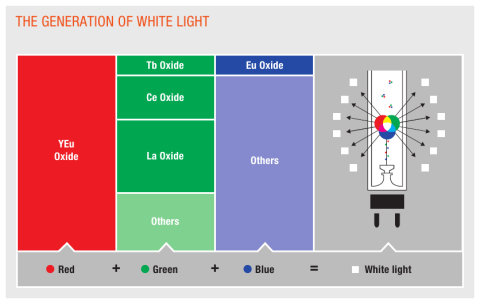 THE GENERATION OF WHITE LIGHT
YEu
Oxide
Tb Oxide
Ce Oxide
La Oxide
Others
Eu Oxide
Others
Red + Green + Blue = White light